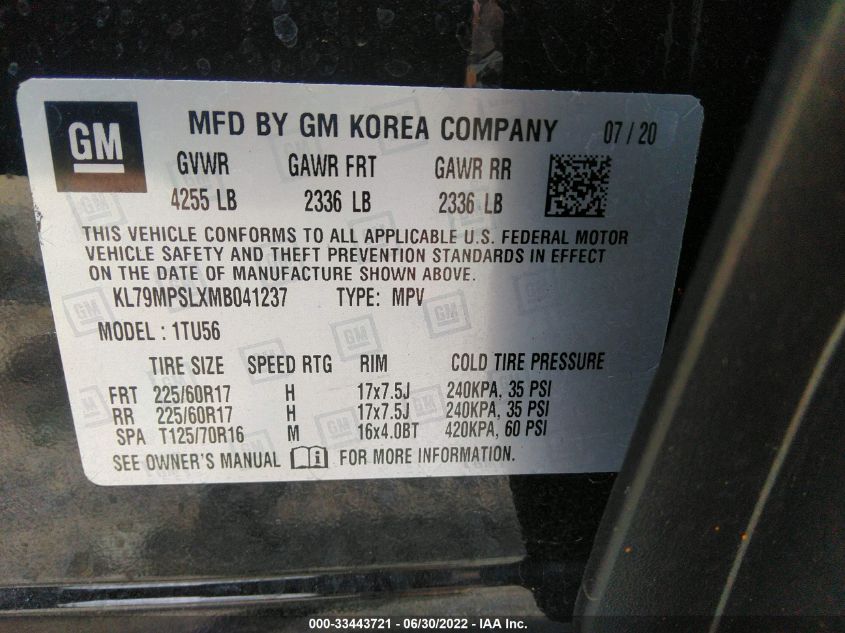 GM
MFD BY GM KOREA COMPANY 07 / 20
GVWR GAWR FRT GAWR RR
4255 LB 2336 LB 2336 LB
THIS VEHICLE CONFORMS TO ALL APPLICABLE U.S. FEDERAL MOTOR
VEHICLE SAFETY AND THEFT PREVENTION STANDARDS IN EFFECT
ON THE DATE OF MANUFACTURE SHOWN ABOVE.
KL79MPSLXMB041237 TYPE: MPV
MODEL : 1TU56
TIRE SIZE SPEED RTG RIM COLD TIRE PRESSURE
FRT 225/60R17 H 17x7.5J 240KPA, 35 PSI
RR 225/60R17 H 17x7.5J 240KPA, 35 PSI
SPA T125/70R16 M 16x4.0BT 420KPA, 60 PSI
SEE OWNER'S MANUAL i FOR MORE INFORMATION.
000-33443721 - 06/30/2022 - IAA Inc.